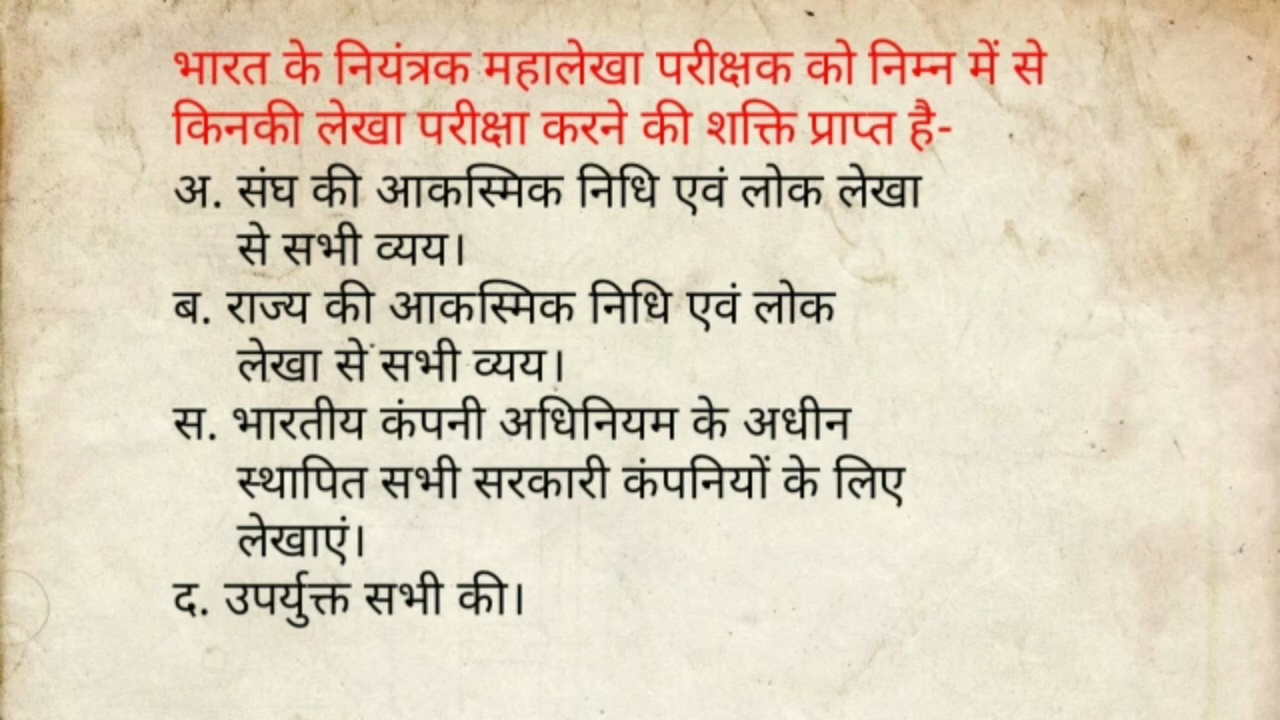 भारत के नियंत्रक महालेखा परीक्षक को निम्न में से
किनकी लेखा परीक्षा करने की शक्ति प्राप्त है-
अ. संघ की आकस्मिक निधि एवं लोक लेखा
से सभी व्यय।
ब. राज्य की आकस्मिक निधि एवं लोक
लेखा से सभी व्यय।
स. भारतीय कंपनी अधिनियम के अधीन
स्थापित सभी सरकारी कंपनियों के लिए
लेखाएं।
द. उपर्युक्त सभी की।